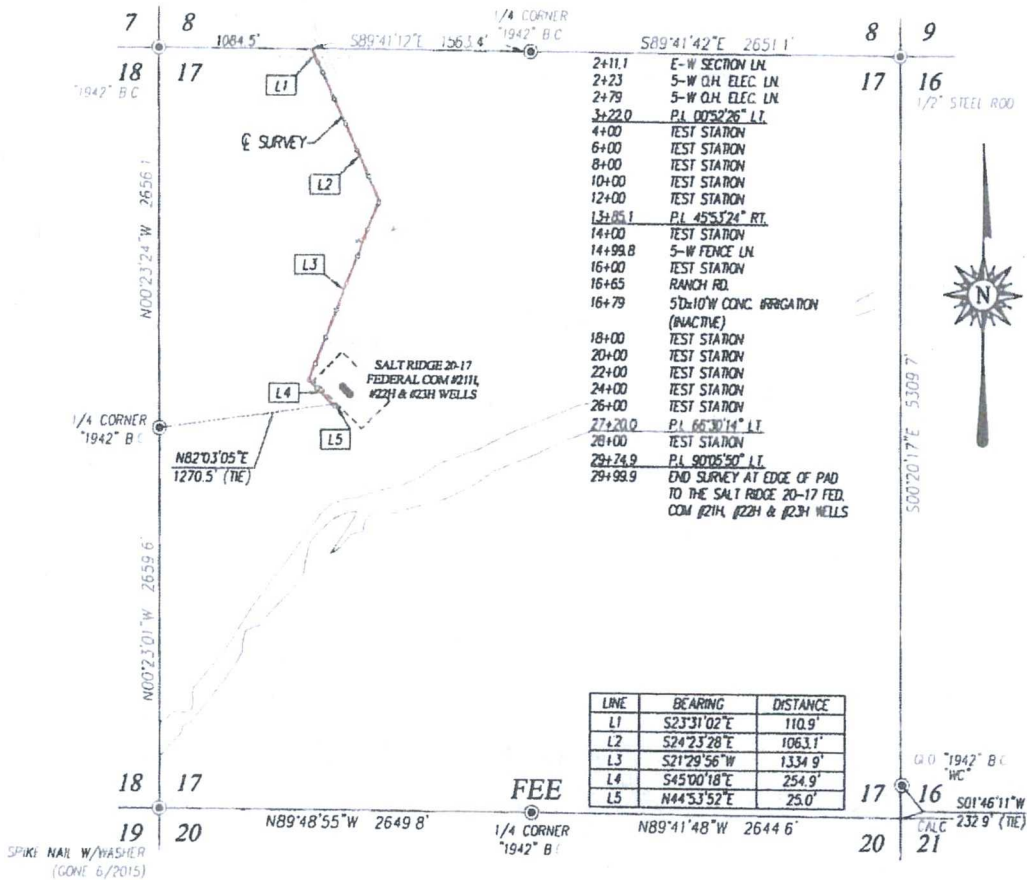 7 8
1/4 CORNER
"1942" BC
8 9
1084.5'
S89°41'12"E 1563.4'
S89°41'42"E 2651.1'
18 17
"1942" BC
17 16
1/2" STEEL ROD
L1
℄ SURVEY
L2
L3
N00°23'24"W 2656.1'
2+11.1 E-W SECTION LN.
2+23 5-W O.H. ELEC. LN.
2+79 5-W O.H. ELEC. LN.
3+22.0 P.I. 00°52'26" LT.
4+00 TEST STATION
6+00 TEST STATION
8+00 TEST STATION
10+00 TEST STATION
12+00 TEST STATION
13+85.1 P.I. 45°53'24" RT.
14+00 TEST STATION
14+99.8 5-W FENCE LN.
16+00 TEST STATION
16+65 RANCH RD.
16+79 5'Dx10'W CONC. IRRIGATION
(INACTIVE)
18+00 TEST STATION
20+00 TEST STATION
22+00 TEST STATION
24+00 TEST STATION
26+00 TEST STATION
27+20.0 P.I. 66°30'14" LT.
28+00 TEST STATION
29+74.9 P.I. 90°05'50" LT.
29+99.9 END SURVEY AT EDGE OF PAD
TO THE SALT RIDGE 20-17 FED.
COM #21H, #22H & #23H WELLS
N
S00°20'17"E 5309.7'
SALT RIDGE 20-17
FEDERAL COM #21H,
#22H & #23H WELLS
L4
L5
1/4 CORNER
"1942" BC
N82°03'05"E
1270.5' (TIE)
N00°23'01"W 2659.6'
LINE BEARING DISTANCE
L1 S23°31'02"E 110.9'
L2 S24°23'28"E 1063.1'
L3 S21°29'56"W 1334.9'
L4 S45°00'18"E 254.9'
L5 N44°53'52"E 25.0'
GLO "1942" BC
"WC"
18 17
FEE
17 16
S01°46'11"W
232.9' (TIE)
CALC
19 20
N89°48'55"W 2649.8'
1/4 CORNER
"1942" BC
N89°41'48"W 2644.6'
20 21
SPIKE NAIL W/WASHER
(GONE 6/2015)